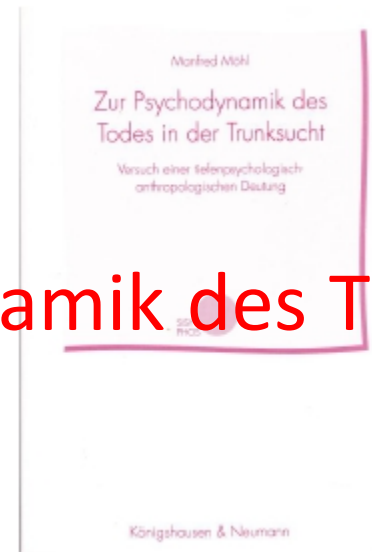 Manfred Möhl
Zur Psychodynamik des
Todes in der Trunksucht
Versuch einer tiefenpsychologisch-
anthropologischen Deutung
amik des T
Königshausen & Neumann